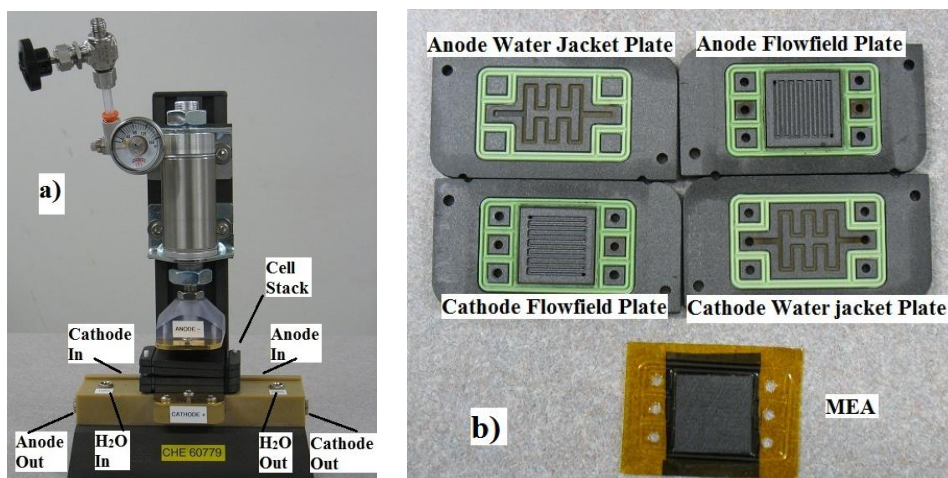 a)
Cell
Stack
ANODE -
Cathode
In
Anode
In
CATHODE +
Anode
Out
H₂O
In
CHE 60779
H₂O
Out
Cathode
Out
Anode Water Jacket Plate
Anode Flowfield Plate
Cathode Flowfield Plate
Cathode Water jacket Plate
MEA
b)